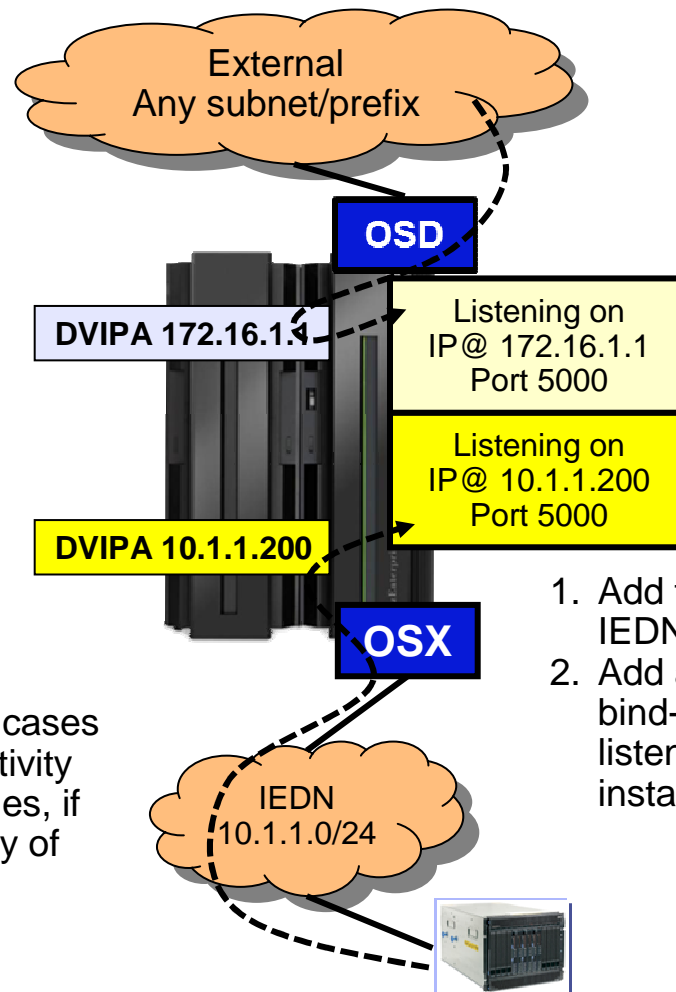 External
Any subnet/prefix
OSD
DVIPA 172.16.1.1
Listening on
IP@ 172.16.1.1
Port 5000
Listening on
IP@ 10.1.1.200
Port 5000
DVIPA 10.1.1.200
OSX
1. Add
IEDN
2. Add
bind-
listen
insta
cases
tivity
es, if
y of
IEDN
10.1.1.0/24